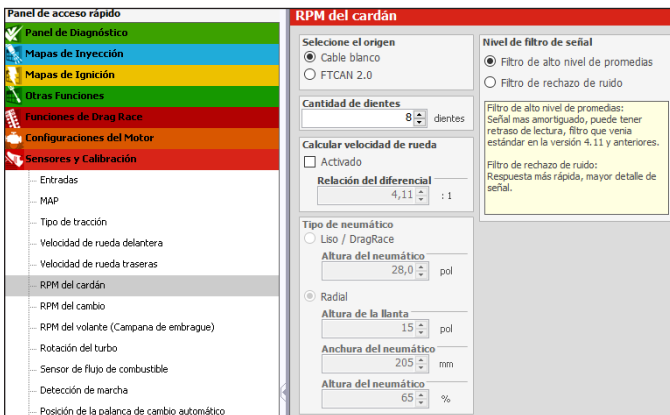 Panel de acceso rápido
Panel de Diagnóstico
Mapas de Inyección
Mapas de Ignición
Otras Funciones
Funciones de Drag Race
Configuraciones del Motor
Sensores y Calibración
Entradas
MAP
Tipo de tracción
Velocidad de rueda delantera
Velocidad de rueda traseras
RPM del cardán
RPM del cambio
RPM del volante (Campana de embrague)
Rotación del turbo
Sensor de flujo de combustible
Detección de marcha
Posición de la palanca de cambio automático
RPM del cardán
Selecione el origen
Cable blanco
FTCAN 2.0
Cantidad de dientes
8 dientes
Calcular velocidad de rueda
Activado
Relación del diferencial
4,11 : 1
Tipo de neumático
Liso / DragRace
Altura del neumático
28,0 pol
Radial
Altura de la llanta
15 pol
Anchura del neumático
205 mm
Altura del neumático
65 %
Nivel de filtro de señal
Filtro de alto nivel de promedias
Filtro de rechazo de ruido
Filtro de alto nivel de promedias:
Señal mas amortiguado, puede tener
retraso de lectura, filtro que venia
estándar en la versión 4.11 y anteriores.
Filtro de rechazo de ruido:
Respuesta más rápida, mayor detalle de
señal.